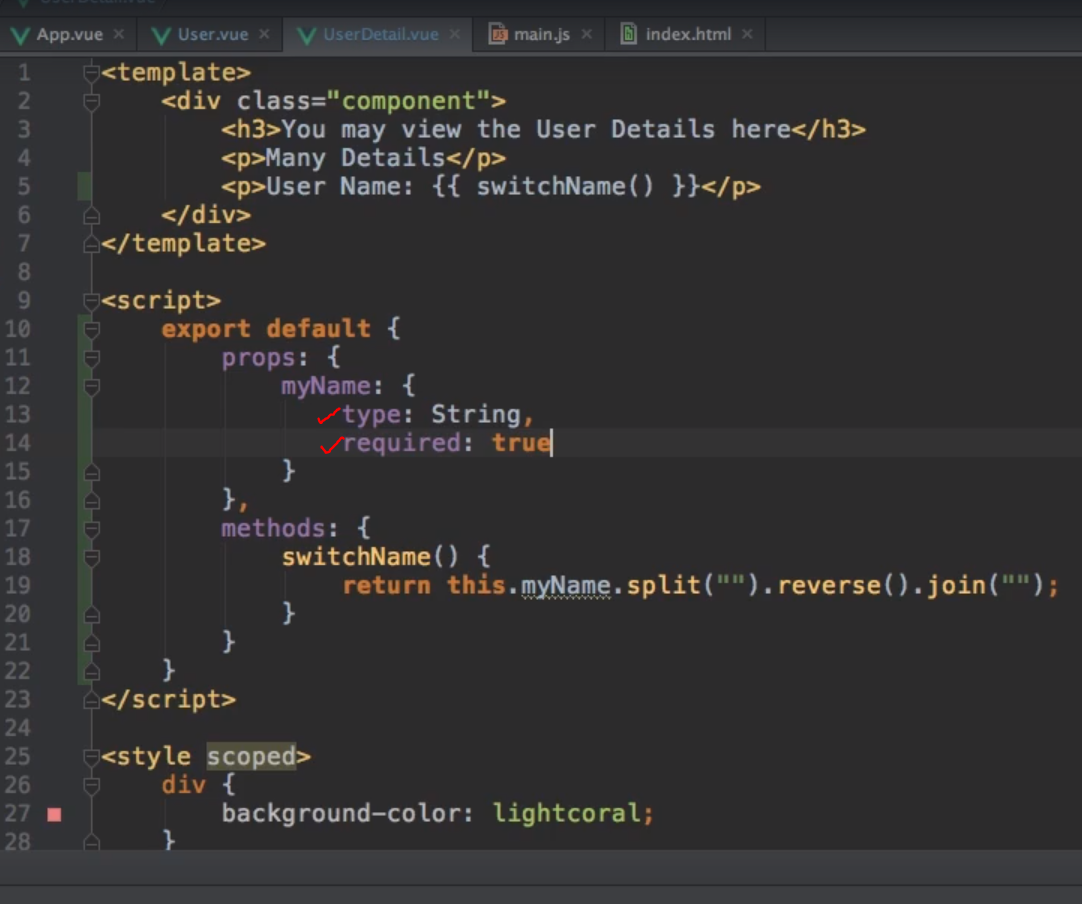 App.vue × User.vue × UserDetail.vue × main.js × index.html ×
1 <template>
2     <div class="component">
3         <h3>You may view the User Details here</h3>
4         <p>Many Details</p>
5         <p>User Name: {{ switchName() }}</p>
6     </div>
7 </template>
8
9 <script>
10     export default {
11         props: {
12             myName: {
13                 type: String,
14                 required: true
15             }
16         },
17         methods: {
18             switchName() {
19                 return this.myName.split("").reverse().join("");
20             }
21         }
22     }
23 </script>
24
25 <style scoped>
26     div {
27         background-color: lightcoral;
28     }